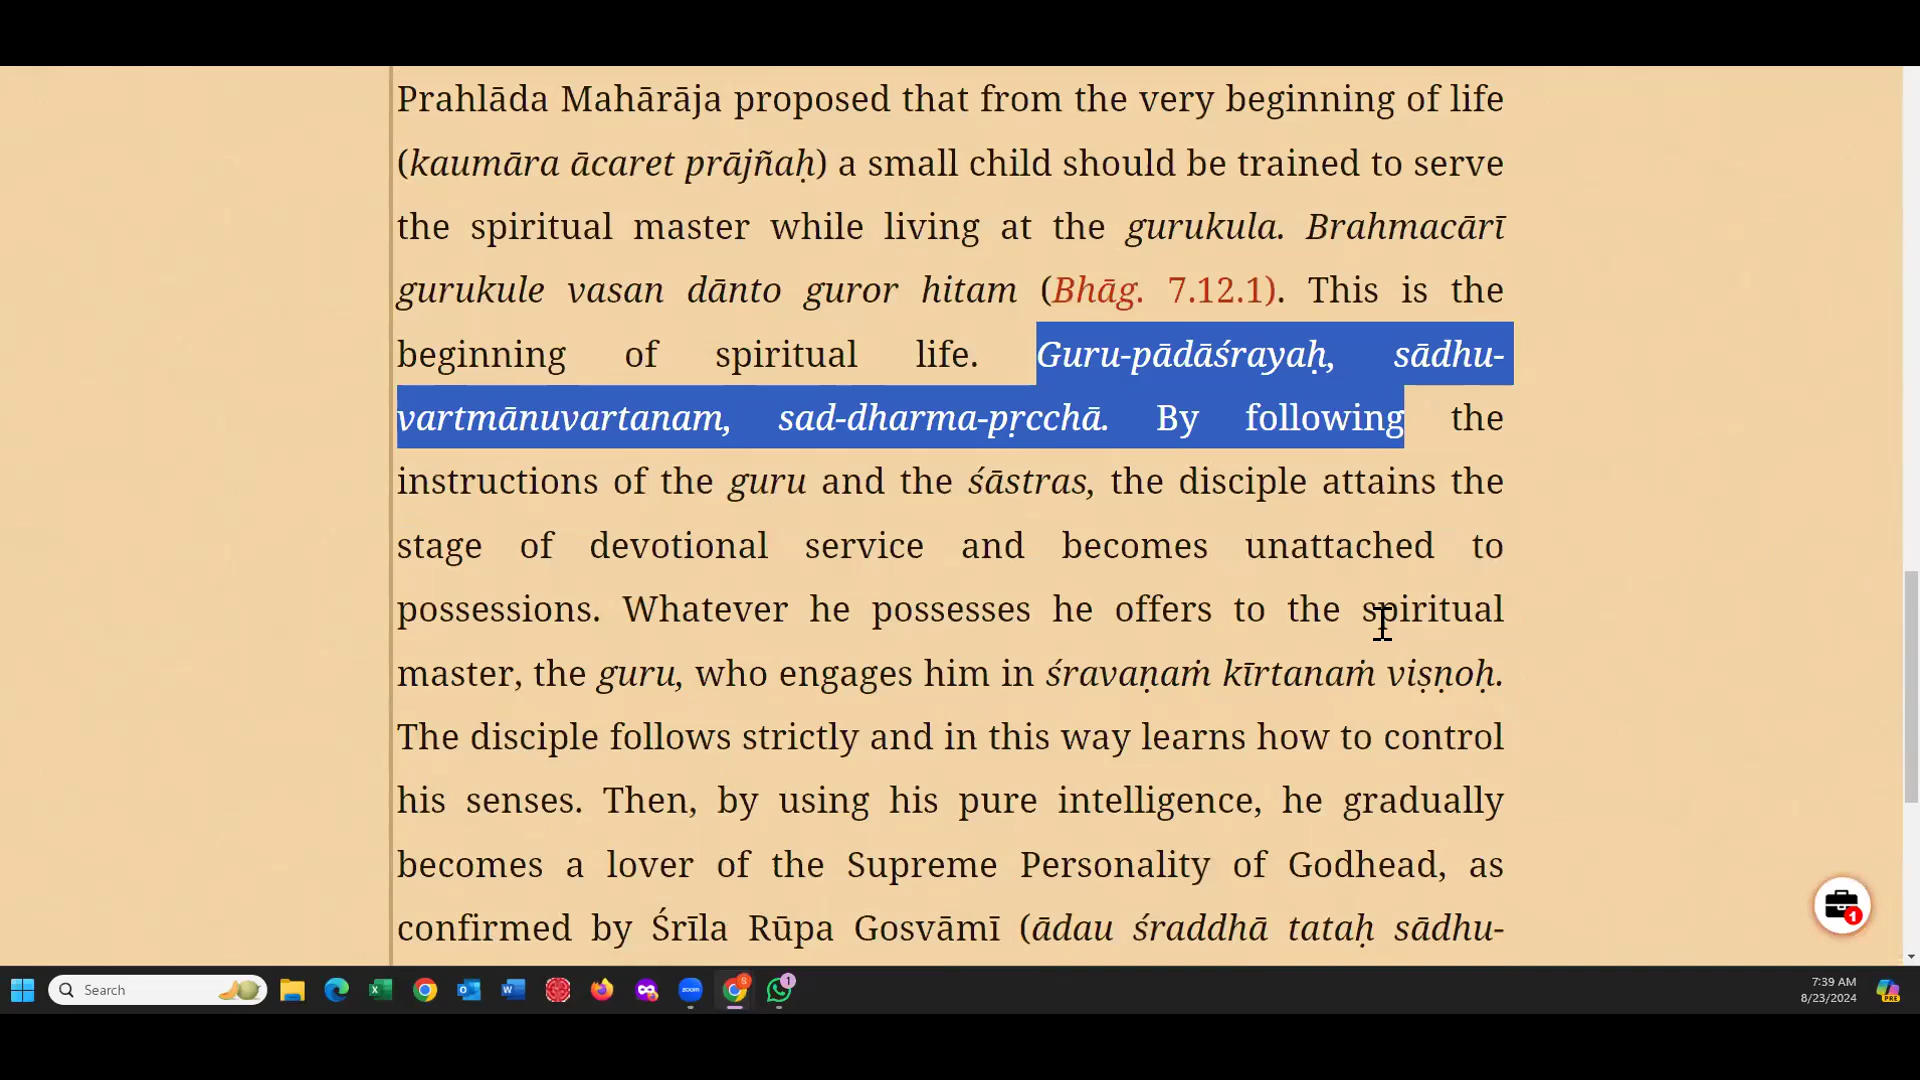 Prahlāda Mahārāja proposed that from the very beginning of life
(kaumāra ācaret prājñaḥ) a small child should be trained to serve
the spiritual master while living at the gurukula. Brahmacārī
gurukule vasan dānto guror hitam (Bhāg. 7.12.1). This is the
beginning of spiritual life. Guru-pādāśrayaḥ, sādhu-
vartmānuvartanam, sad-dharma-pṛcchā. By following the
instructions of the guru and the śāstras, the disciple attains the
stage of devotional service and becomes unattached to
possessions. Whatever he possesses he offers to the spiritual
master, the guru, who engages him in śravaṇaṁ kīrtanaṁ viṣṇoḥ.
The disciple follows strictly and in this way learns how to control
his senses. Then, by using his pure intelligence, he gradually
becomes a lover of the Supreme Personality of Godhead, as
confirmed by Śrīla Rūpa Gosvāmī (ādau śraddhā tataḥ sādhu-
1
Search
zoom
8
1
7:39 AM
8/23/2024
PRE